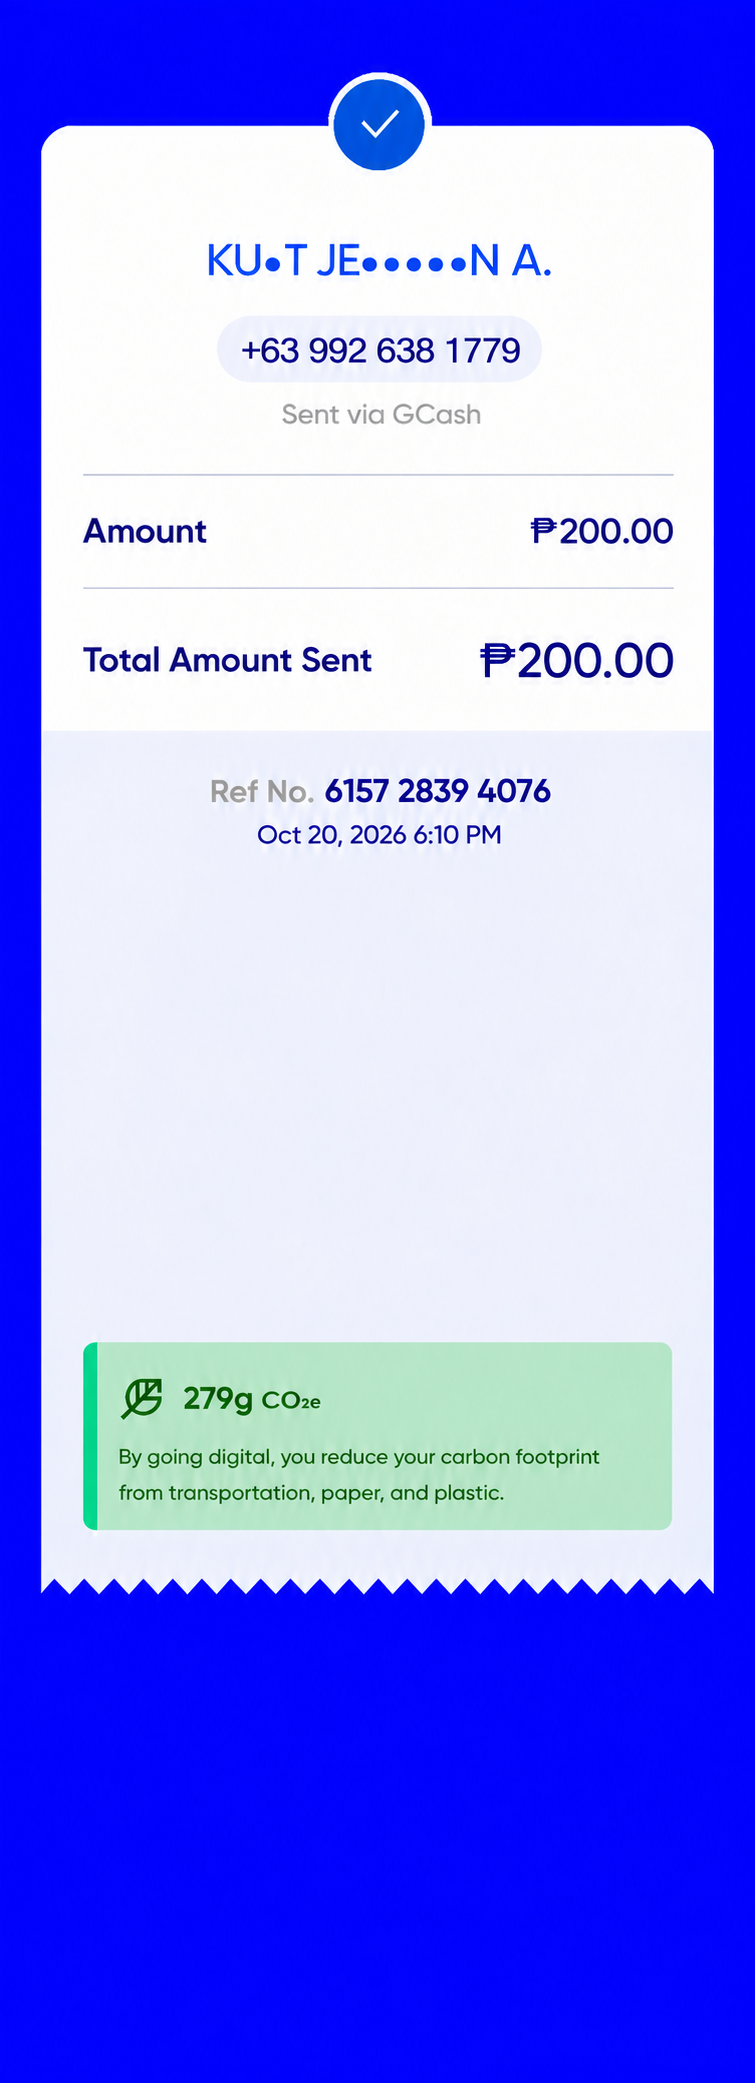 KU•T JE•••••N A.
+63 992 638 1779
Sent via GCash
Amount ₱200.00
Total Amount Sent ₱200.00
Ref No. 6157 2839 4076
Oct 20, 2026 6:10 PM
279g CO₂e
By going digital, you reduce your carbon footprint
from transportation, paper, and plastic.